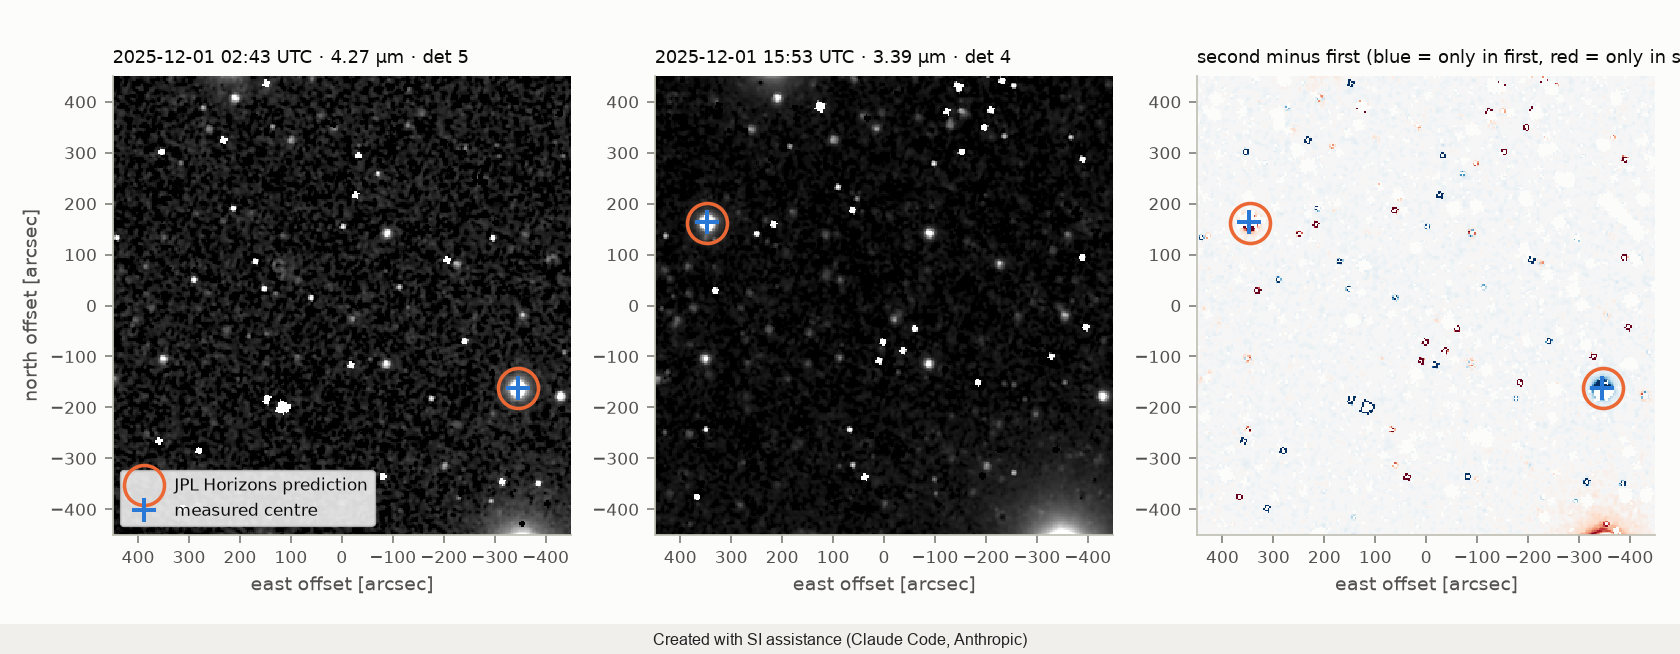 2025-12-01 02:43 UTC · 4.27 μm · det 5
2025-12-01 15:53 UTC · 3.39 μm · det 4
second minus first (blue = only in first, red = only in s
north offset [arcsec]
400
300
200
100
0
−100
−200
−300
−400
JPL Horizons prediction
measured centre
400 300 200 100 0 −100 −200 −300 −400
east offset [arcsec]
400
300
200
100
0
−100
−200
−300
−400
400 300 200 100 0 −100 −200 −300 −400
east offset [arcsec]
400
300
200
100
0
−100
−200
−300
−400
400 300 200 100 0 −100 −200 −300 −400
east offset [arcsec]
Created with SI assistance (Claude Code, Anthropic)